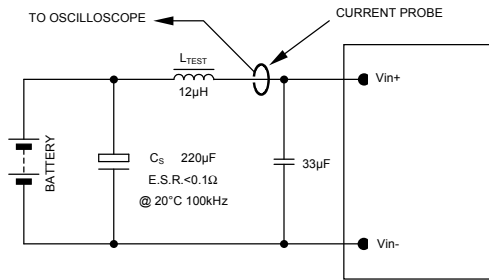 TO OSCILLOSCOPE
CURRENT PROBE
LTEST
12µH
Vin+
BATTERY
CS 220µF
E.S.R.<0.1Ω
@ 20°C 100kHz
33µF
Vin-